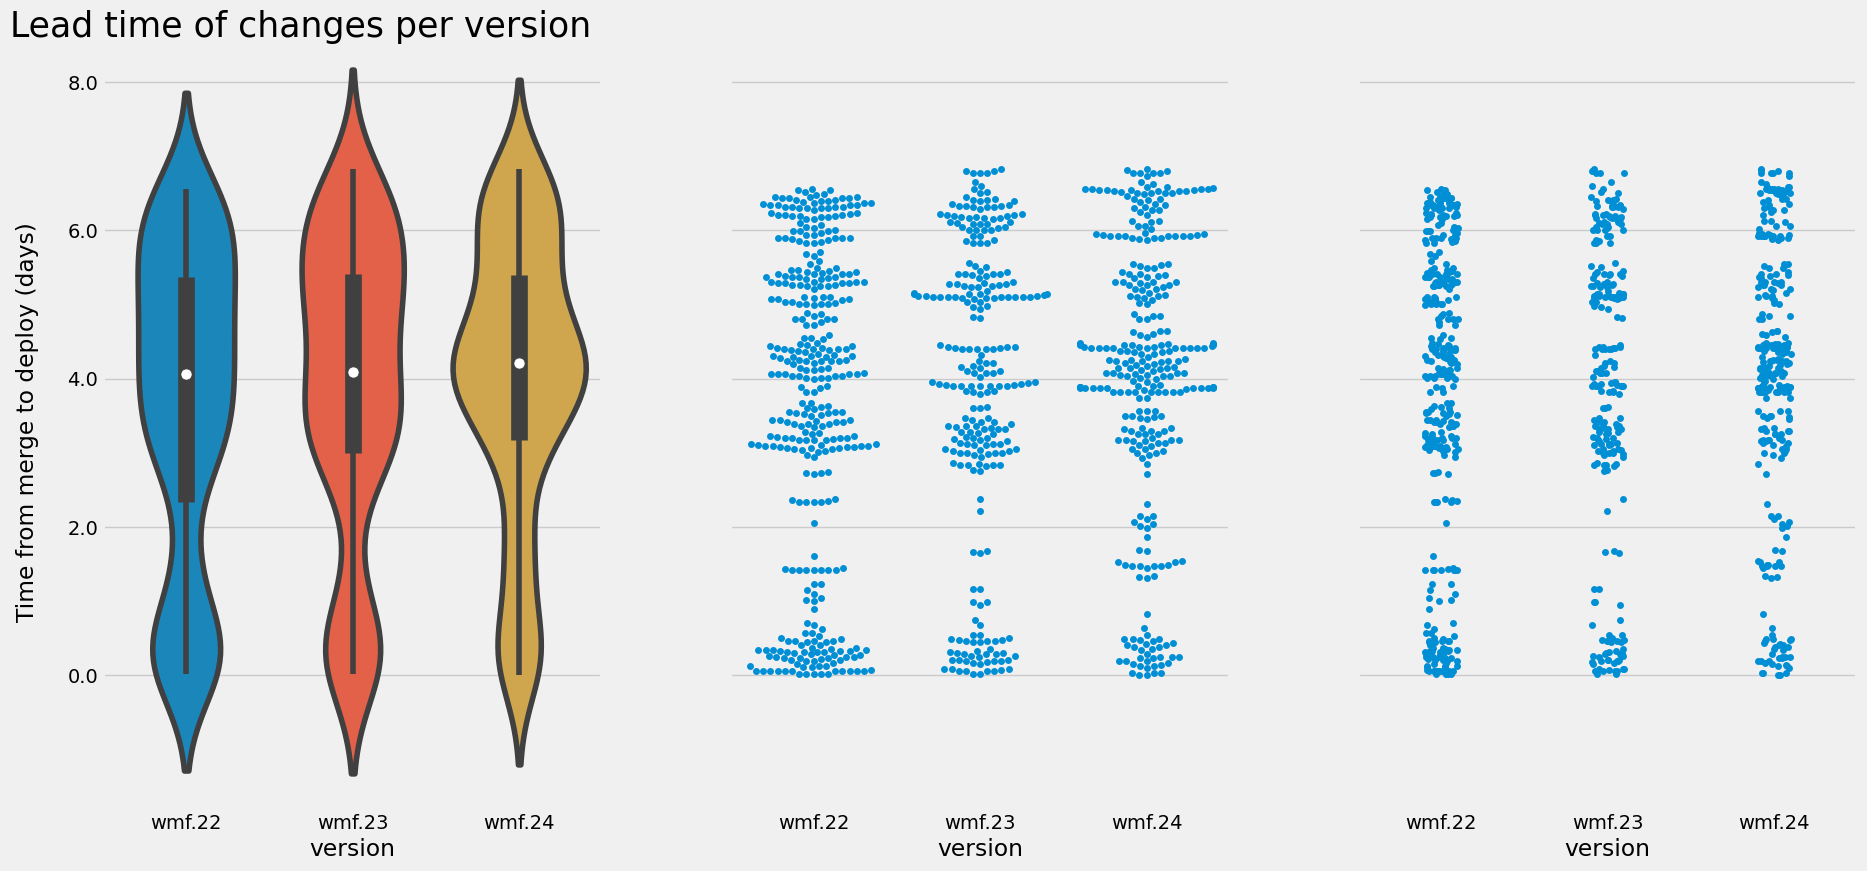 Lead time of changes per version
Time from merge to deploy (days)
8.0
6.0
4.0
2.0
0.0
wmf.22 wmf.23 wmf.24
version
wmf.22 wmf.23 wmf.24
version
wmf.22 wmf.23 wmf.24
version